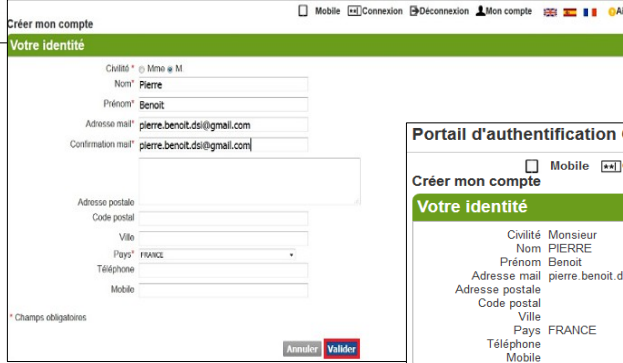 Mobile Connexion Déconnexion Mon compte
Créer mon compte
Votre identité
Civilité * Mme M.
Nom* Pierre
Prénom* Benoit
Adresse mail* pierre.benoit.dsi@gmail.com
Confirmation mail* pierre.benoit.dsi@gmail.com
Adresse postale
Code postal
Ville
Pays* FRANCE
Téléphone
Mobile
* Champs obligatoires
Annuler Valider
Portail d'authentification
Mobile
Créer mon compte
Votre identité
Civilité Monsieur
Nom PIERRE
Prénom Benoit
Adresse mail pierre.benoit.d
Adresse postale
Code postal
Ville
Pays FRANCE
Téléphone
Mobile